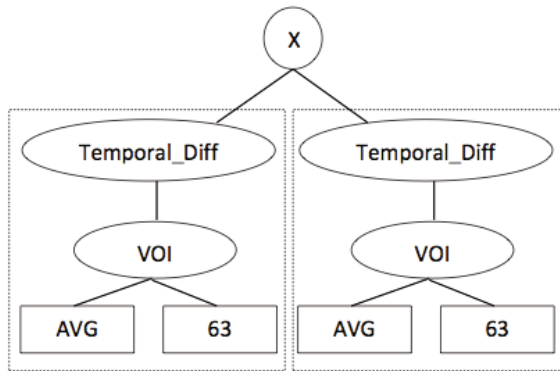 X
Temporal_Diff Temporal_Diff
VOI VOI
AVG 63 AVG 63